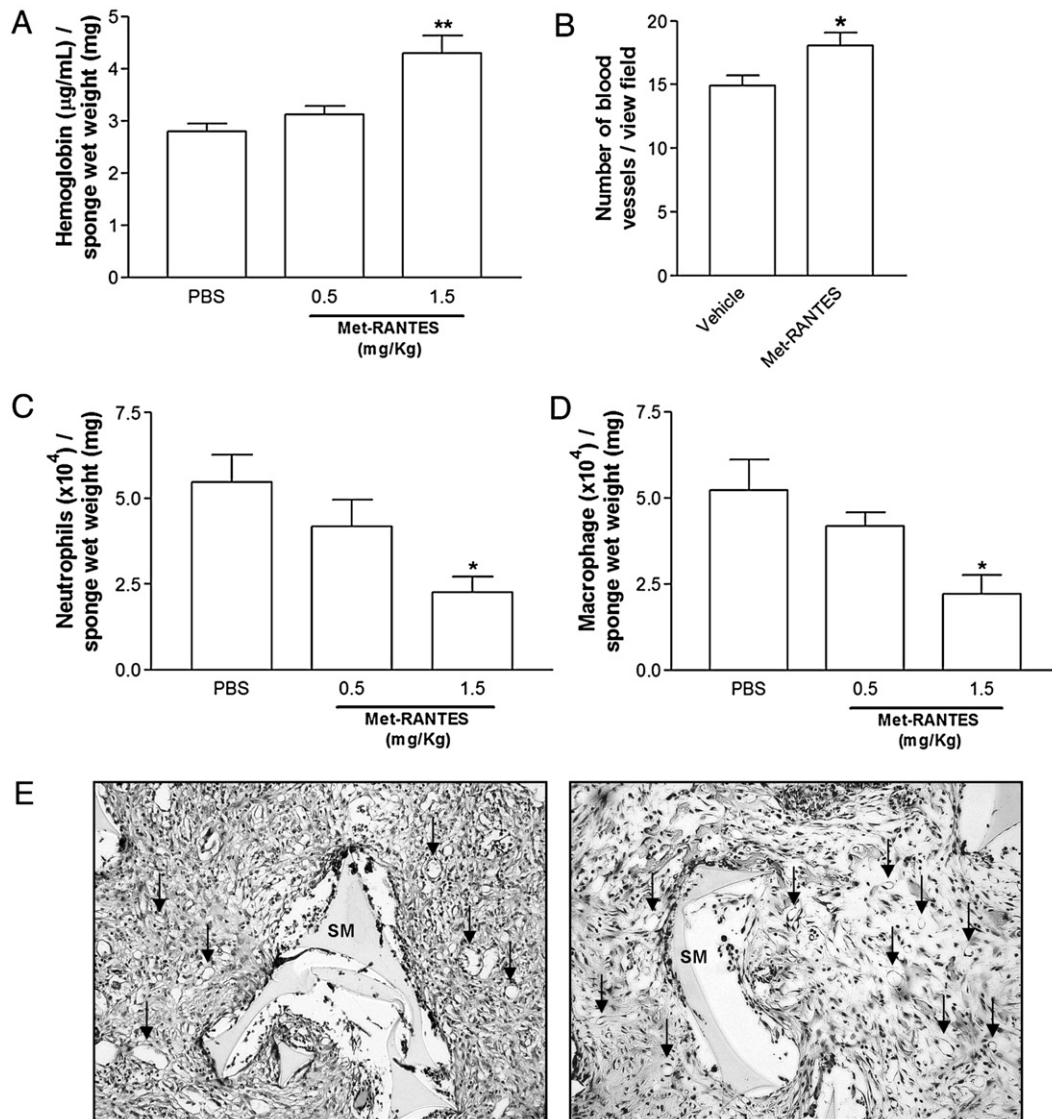 A
Hemoglobin (µg/mL) /
sponge wet weight (mg)
5
4
3
2
1
0
**
PBS
0.5
1.5
Met-RANTES
(mg/Kg)
B
Number of blood
vessels / view field
20
15
10
5
0
*
Vehicle
Met-RANTES
C
Neutrophils (x10⁴) /
sponge wet weight (mg)
7.5
5.0
2.5
0.0
*
PBS
0.5
1.5
Met-RANTES
(mg/Kg)
D
Macrophage (x10⁴) /
sponge wet weight (mg)
7.5
5.0
2.5
0.0
*
PBS
0.5
1.5
Met-RANTES
(mg/Kg)
E
SM
SM